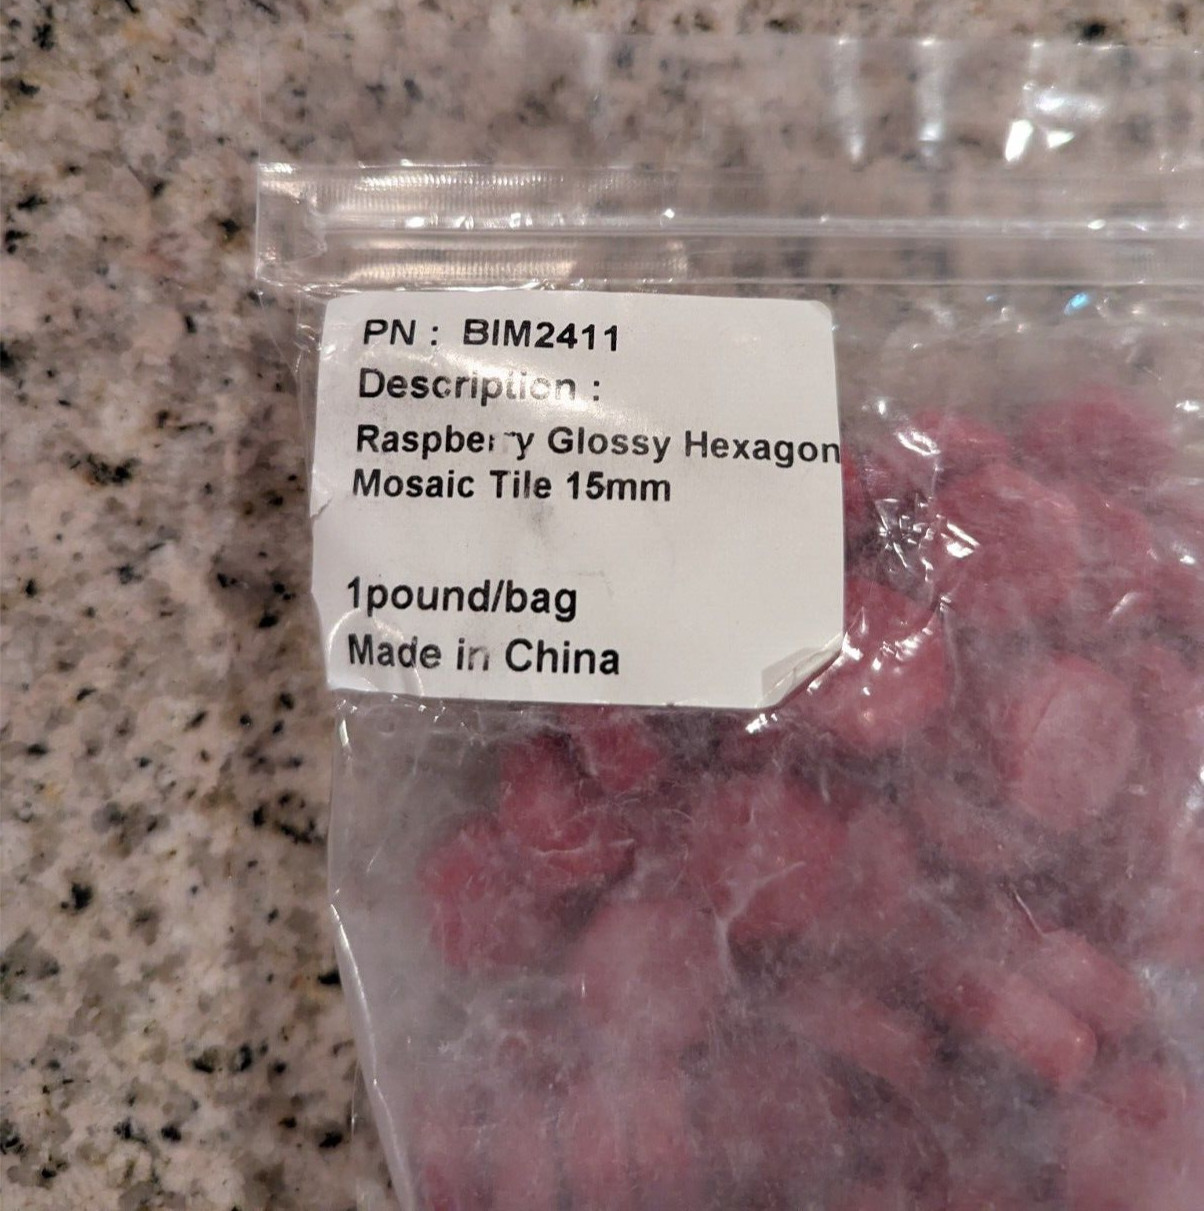 PN : BIM2411
Description :
Raspberry Glossy Hexagon
Mosaic Tile 15mm
1pound/bag
Made in China